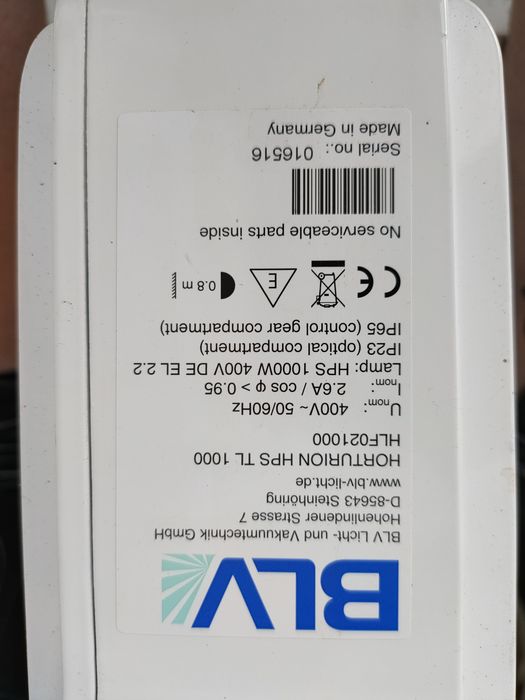 BLV
BLV Licht- und Vakuumtechnik GmbH
Hohenlindener Strasse 7
D-85643 Steinhöring
www.blv-licht.de
HORTURION HPS TL 1000
HLF021000
Unom: 400V~ 50/60Hz
Inom: 2.6A / cos φ > 0.95
Lamp: HPS 1000W 400V DE EL 2.2
IP23 (optical compartment)
IP65 (control gear compartment)
CE E 0.8 m
No serviceable parts inside
Serial no.: 016516
Made in Germany